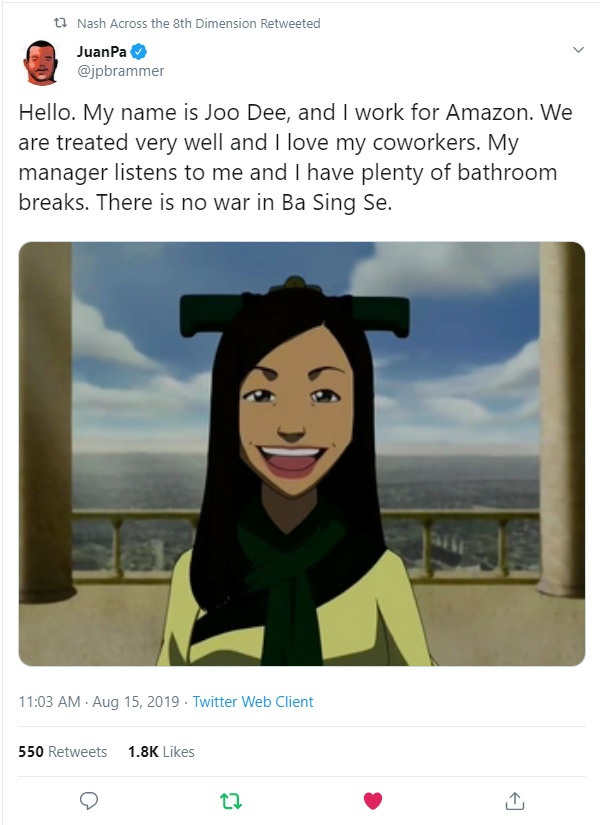 Nash Across the 8th Dimension Retweeted
JuanPa
@jpbrammer
Hello. My name is Joo Dee, and I work for Amazon. We
are treated very well and I love my coworkers. My
manager listens to me and I have plenty of bathroom
breaks. There is no war in Ba Sing Se.
11:03 AM · Aug 15, 2019 · Twitter Web Client
550 Retweets 1.8K Likes